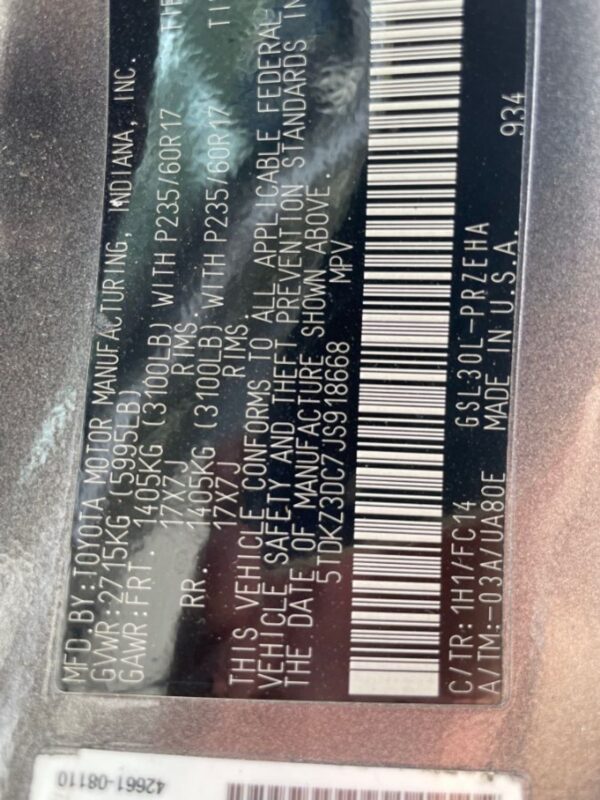 MFD.BY:TOYOTA MOTOR MANUFACTURING, INDIANA, INC.
GVWR:2715KG (5995LB)
GAWR:FRT. 1405KG (3100LB) WITH P235/60R17
17X7J RIMS.
RR. 1405KG (3100LB) WITH P235/60R17
17X7J RIMS.
THIS VEHICLE CONFORMS TO ALL APPLICABLE FEDERAL
VEHICLE SAFETY AND THEFT PREVENTION STANDARDS IN
THE DATE OF MANUFACTURE SHOWN ABOVE.
5TDKZ3DC7JS918668 MPV
934
C/TR: 1H1/FC14 GSL30L-PRZEHA
A/TM:-03A/UA80E MADE IN U.S.A.
42661-08110